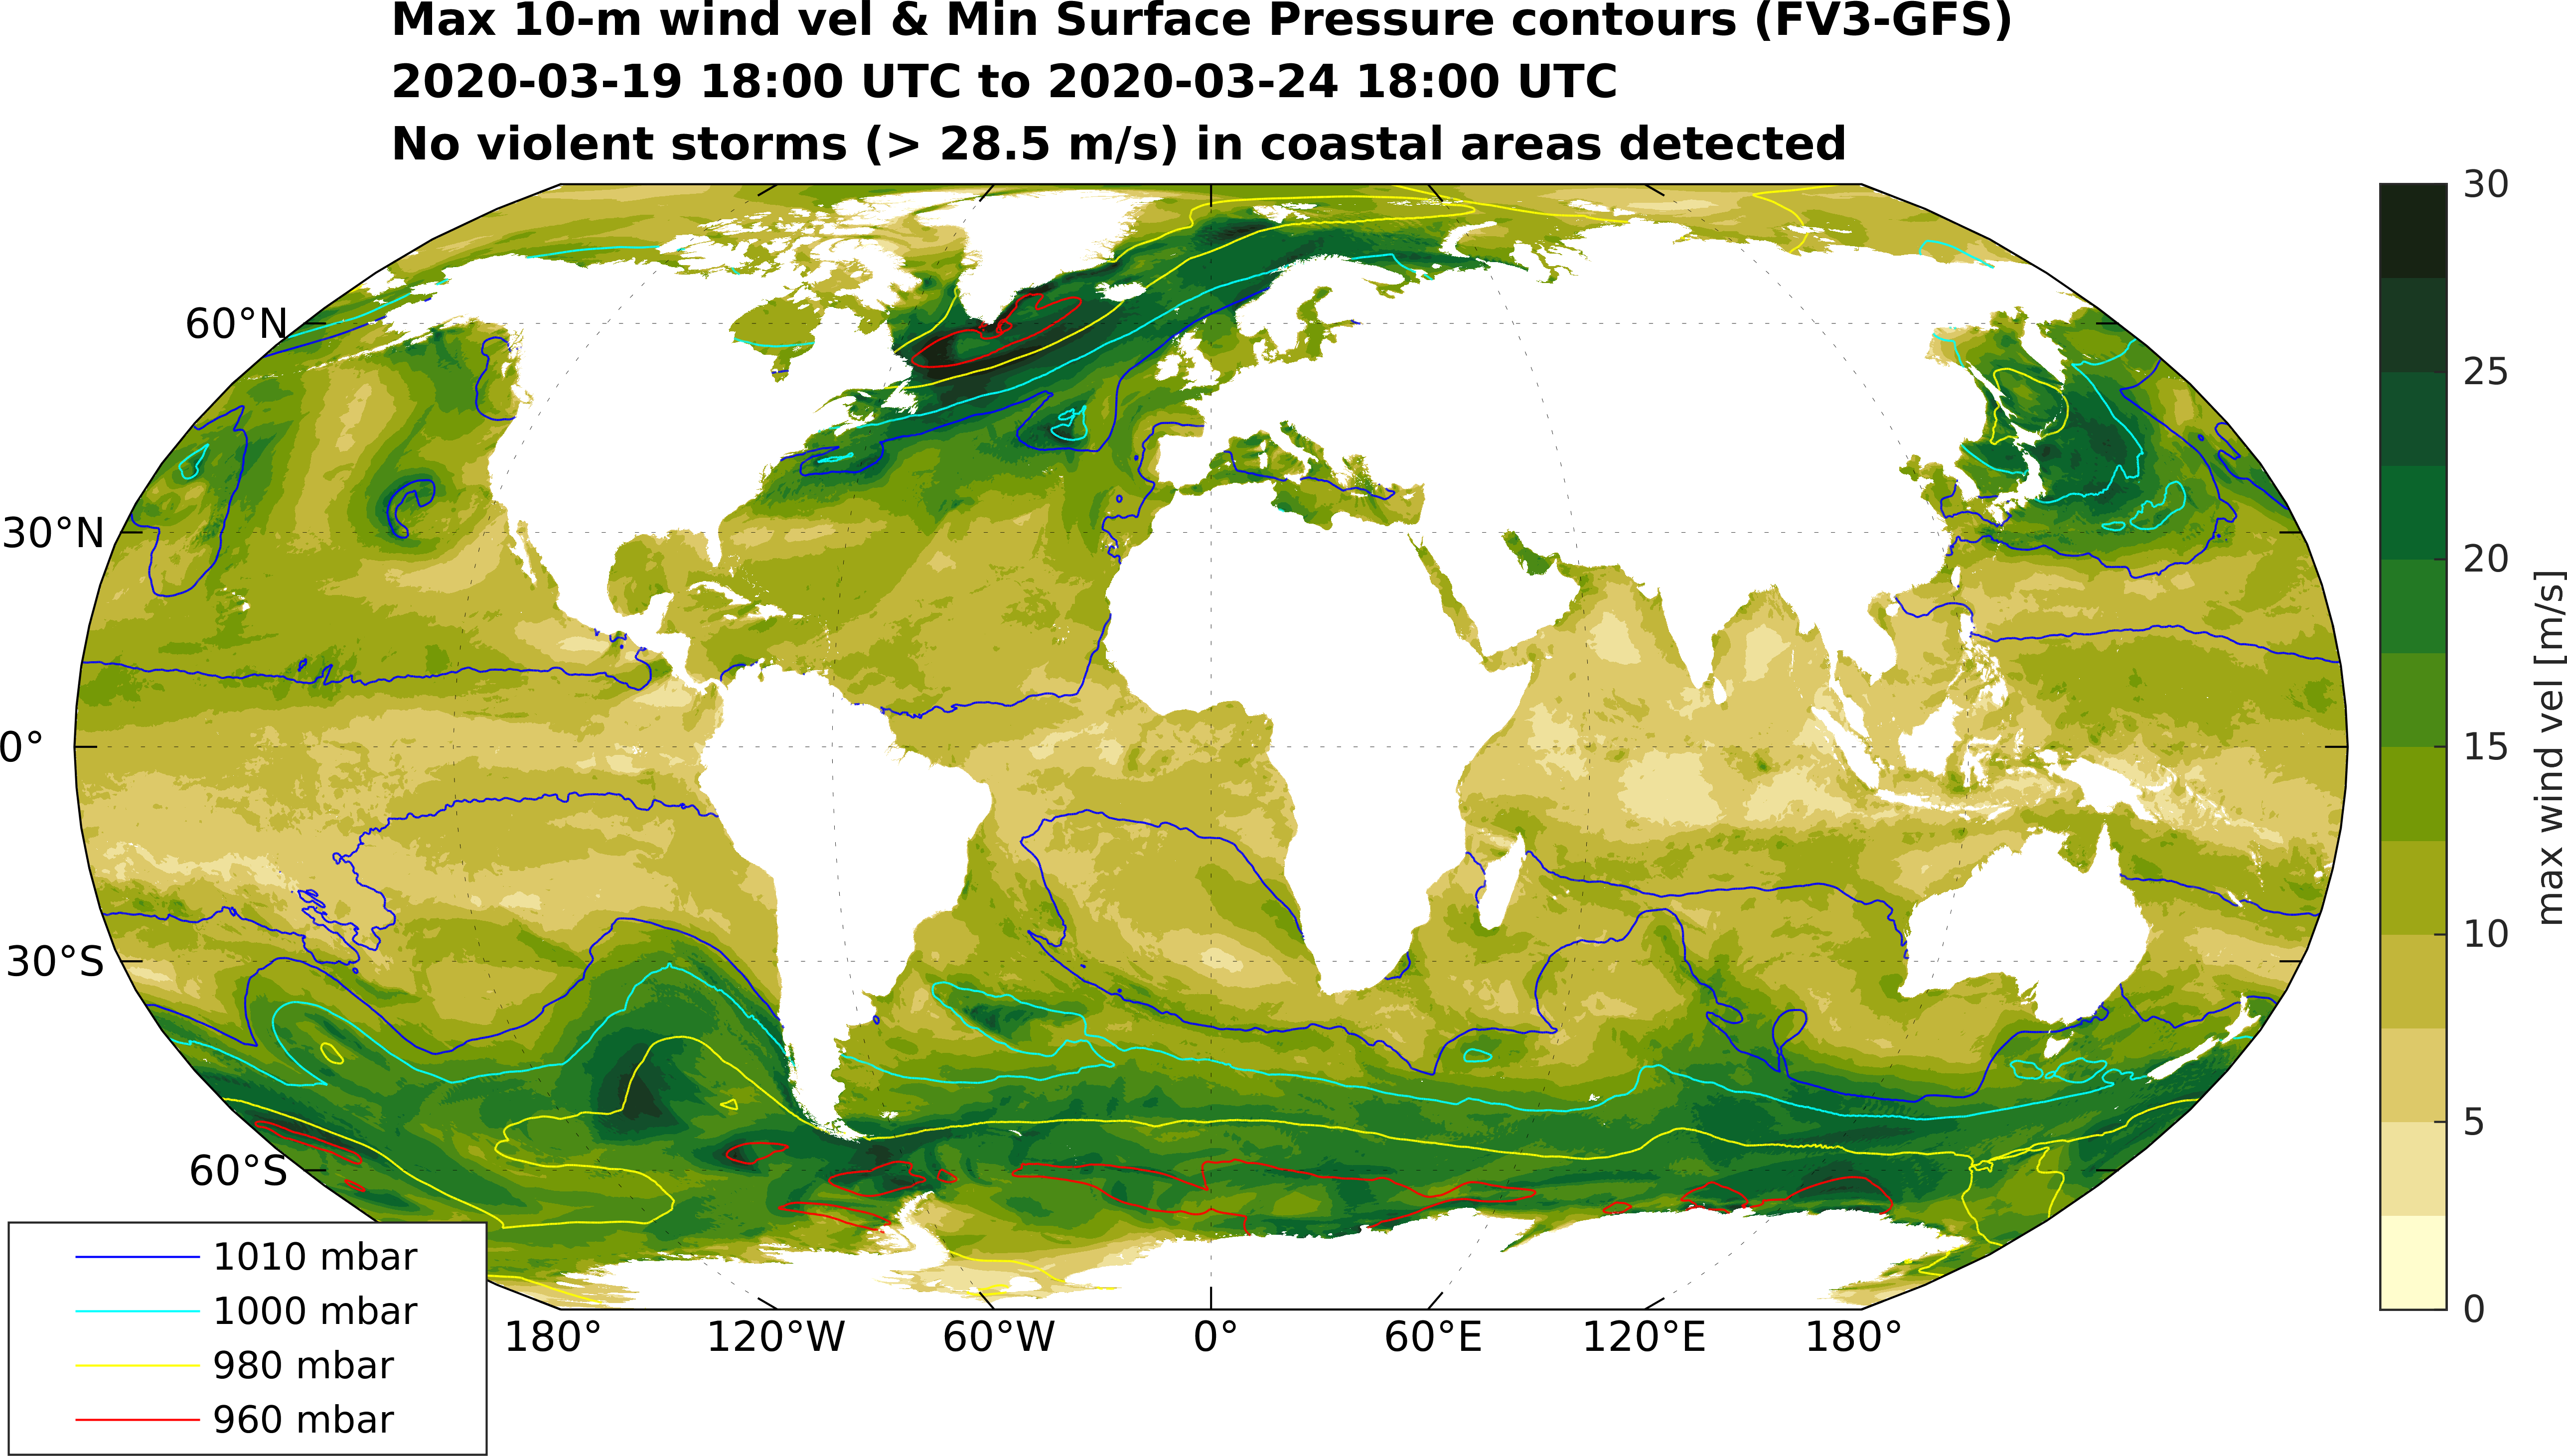 Max 10-m wind vel & Min Surface Pressure contours (FV3-GFS)
2020-03-19 18:00 UTC to 2020-03-24 18:00 UTC
No violent storms (> 28.5 m/s) in coastal areas detected
60°N
30°N
0°
30°S
60°S
180°
120°W
60°W
0°
60°E
120°E
180°
1010 mbar
1000 mbar
980 mbar
960 mbar
30
25
20
15
10
5
0
max wind vel [m/s]